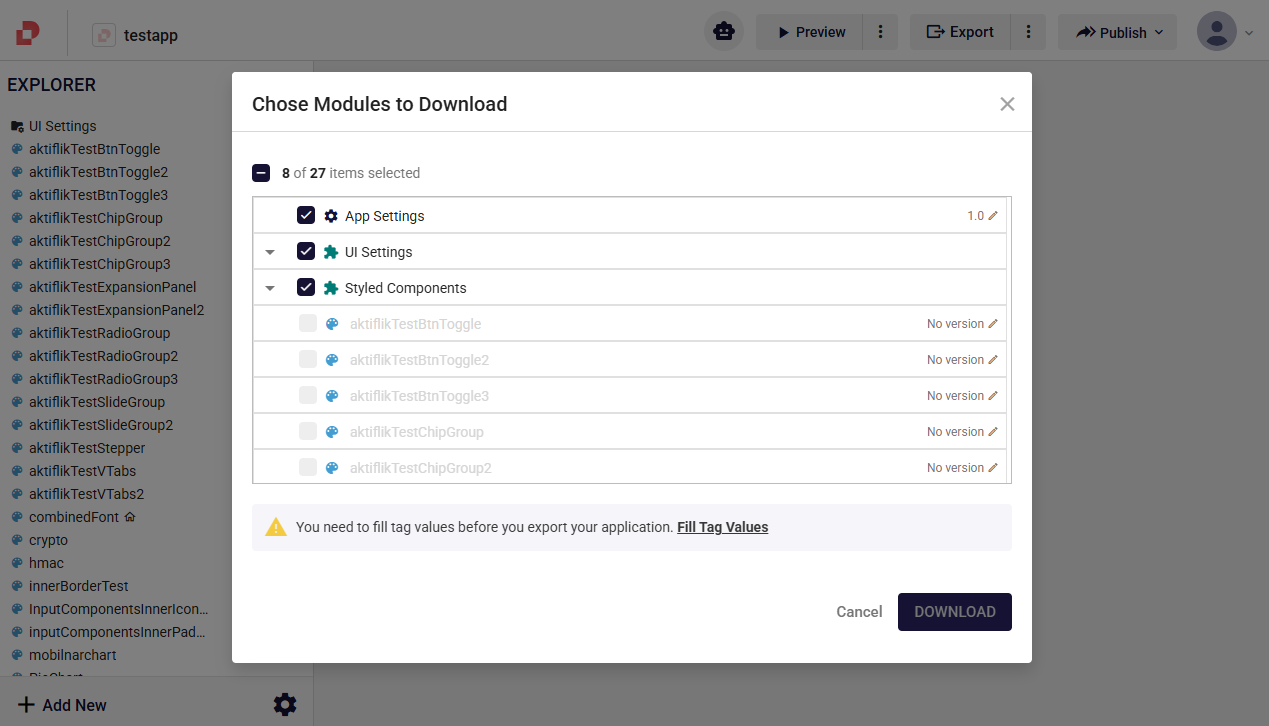 testapp
Preview
Export
Publish
EXPLORER
UI Settings
aktiflikTestBtnToggle
aktiflikTestBtnToggle2
aktiflikTestBtnToggle3
aktiflikTestChipGroup
aktiflikTestChipGroup2
aktiflikTestChipGroup3
aktiflikTestExpansionPanel
aktiflikTestExpansionPanel2
aktiflikTestRadioGroup
aktiflikTestRadioGroup2
aktiflikTestRadioGroup3
aktiflikTestSlideGroup
aktiflikTestSlideGroup2
aktiflikTestStepper
aktiflikTestVTabs
aktiflikTestVTabs2
combinedFont
crypto
hmac
innerBorderTest
InputComponentsInnerIcon...
inputComponentsInnerPad...
mobilnarchart
Add New
Chose Modules to Download
8 of 27 items selected
App Settings 1.0
UI Settings
Styled Components
aktiflikTestBtnToggle No version
aktiflikTestBtnToggle2 No version
aktiflikTestBtnToggle3 No version
aktiflikTestChipGroup No version
aktiflikTestChipGroup2 No version
You need to fill tag values before you export your application. Fill Tag Values
Cancel
DOWNLOAD